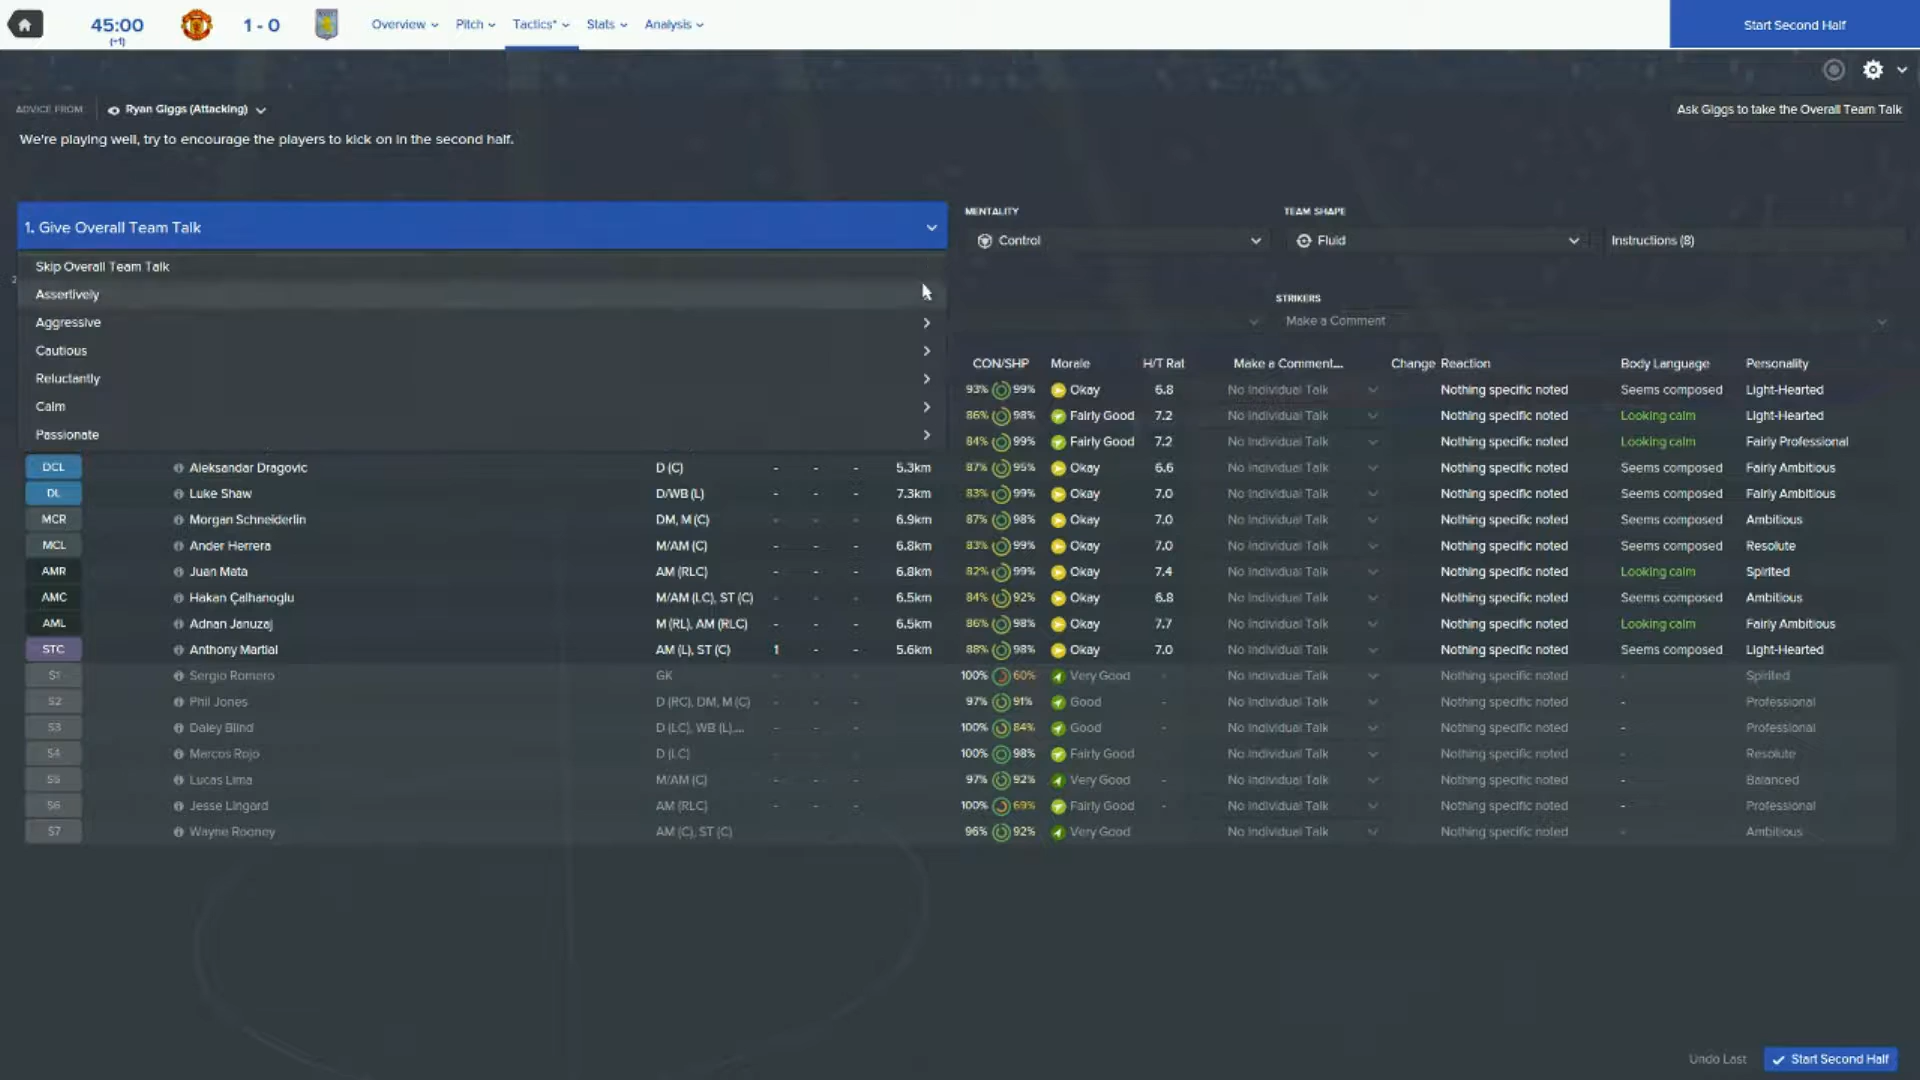 45:00 1 - 0 Overview Pitch Tactics* Stats Analysis Start Second Half
(+1)
ADVICE FROM Ryan Giggs (Attacking) Ask Giggs to take the Overall Team Talk
We're playing well, try to encourage the players to kick on in the second half.
MENTALITY TEAM SHAPE
1. Give Overall Team Talk Control Fluid Instructions (8)
Skip Overall Team Talk
Assertively
STRIKERS
Aggressive Make a Comment
Cautious
CON/SHP Morale H/T Rat Make a Comment... Change Reaction Body Language Personality
Reluctantly 93% 99% Okay 6.8 No Individual Talk Nothing specific noted Seems composed Light-Hearted
Calm 86% 98% Fairly Good 7.2 No Individual Talk Nothing specific noted Looking calm Light-Hearted
Passionate 84% 99% Fairly Good 7.2 No Individual Talk Nothing specific noted Looking calm Fairly Professional
DCL Aleksandar Dragovic D (C) - - - 5.3km 87% 95% Okay 6.6 No Individual Talk Nothing specific noted Seems composed Fairly Ambitious
DL Luke Shaw D/WB (L) - - - 7.3km 83% 99% Okay 7.0 No Individual Talk Nothing specific noted Seems composed Fairly Ambitious
MCR Morgan Schneiderlin DM, M (C) - - - 6.9km 87% 98% Okay 7.0 No Individual Talk Nothing specific noted Seems composed Ambitious
MCL Ander Herrera M/AM (C) - - - 6.8km 83% 99% Okay 7.0 No Individual Talk Nothing specific noted Seems composed Resolute
AMR Juan Mata AM (RLC) - - - 6.8km 82% 99% Okay 7.4 No Individual Talk Nothing specific noted Looking calm Spirited
AMC Hakan Çalhanoglu M/AM (LC), ST (C) - - - 6.5km 84% 92% Okay 6.8 No Individual Talk Nothing specific noted Seems composed Ambitious
AML Adnan Januzaj M (RL), AM (RLC) - - - 6.5km 86% 98% Okay 7.7 No Individual Talk Nothing specific noted Looking calm Fairly Ambitious
STC Anthony Martial AM (L), ST (C) 1 - - 5.6km 88% 98% Okay 7.0 No Individual Talk Nothing specific noted Seems composed Light-Hearted
S1 Sergio Romero GK - - - 100% 60% Very Good - No Individual Talk Nothing specific noted - Spirited
S2 Phil Jones D (RC), DM, M (C) - - - 97% 91% Good - No Individual Talk Nothing specific noted - Professional
S3 Daley Blind D (LC), WB (L),... - - - 100% 84% Good - No Individual Talk Nothing specific noted - Professional
S4 Marcos Rojo D (LC) - - - 100% 98% Fairly Good - No Individual Talk Nothing specific noted - Resolute
S5 Lucas Lima M/AM (C) - - - 97% 92% Very Good - No Individual Talk Nothing specific noted - Balanced
S6 Jesse Lingard AM (RLC) - - - 100% 69% Fairly Good - No Individual Talk Nothing specific noted - Professional
S7 Wayne Rooney AM (C), ST (C) - - - 96% 92% Very Good - No Individual Talk Nothing specific noted - Ambitious
Undo Last Start Second Half